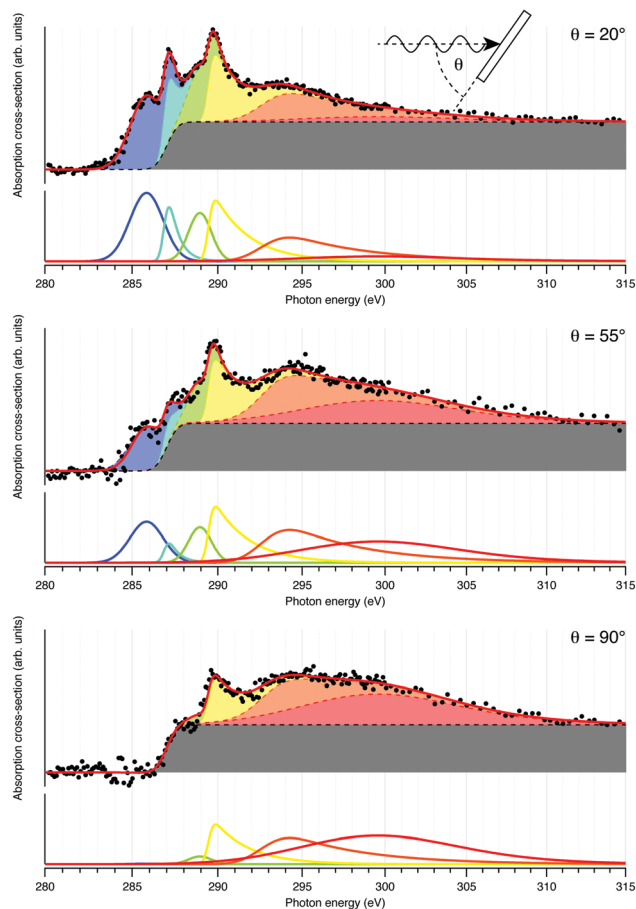 θ = 20°
θ
Absorption cross-section (arb. units)
280 285 290 295 300 305 310 315
Photon energy (eV)
θ = 55°
Absorption cross-section (arb. units)
280 285 290 295 300 305 310 315
Photon energy (eV)
θ = 90°
Absorption cross-section (arb. units)
280 285 290 295 300 305 310 315
Photon energy (eV)